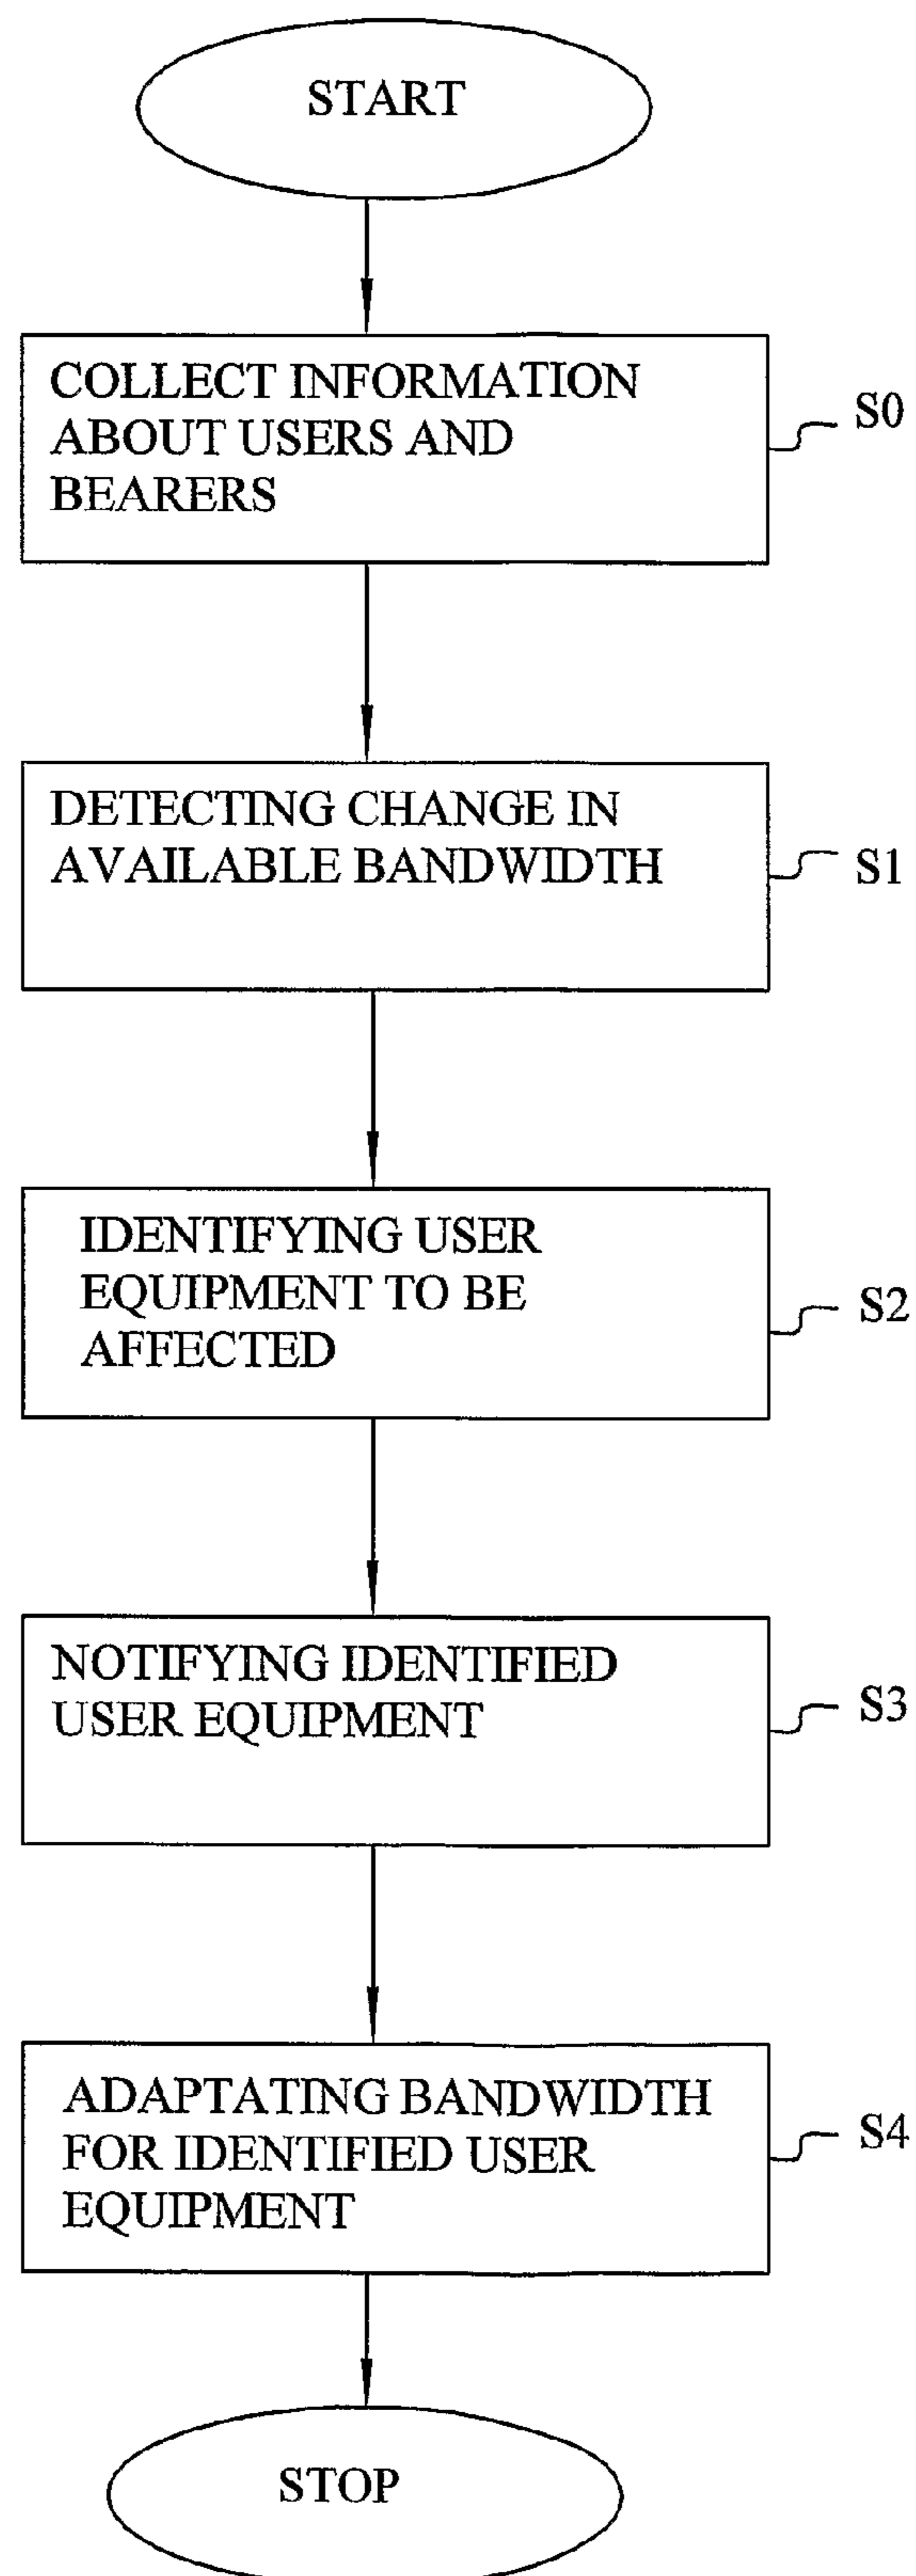 START
COLLECT INFORMATION
ABOUT USERS AND
BEARERS
S0
DETECTING CHANGE IN
AVAILABLE BANDWIDTH
S1
IDENTIFYING USER
EQUIPMENT TO BE
AFFECTED
S2
NOTIFYING IDENTIFIED
USER EQUIPMENT
S3
ADAPTATING BANDWIDTH
FOR IDENTIFIED USER
EQUIPMENT
S4
STOP